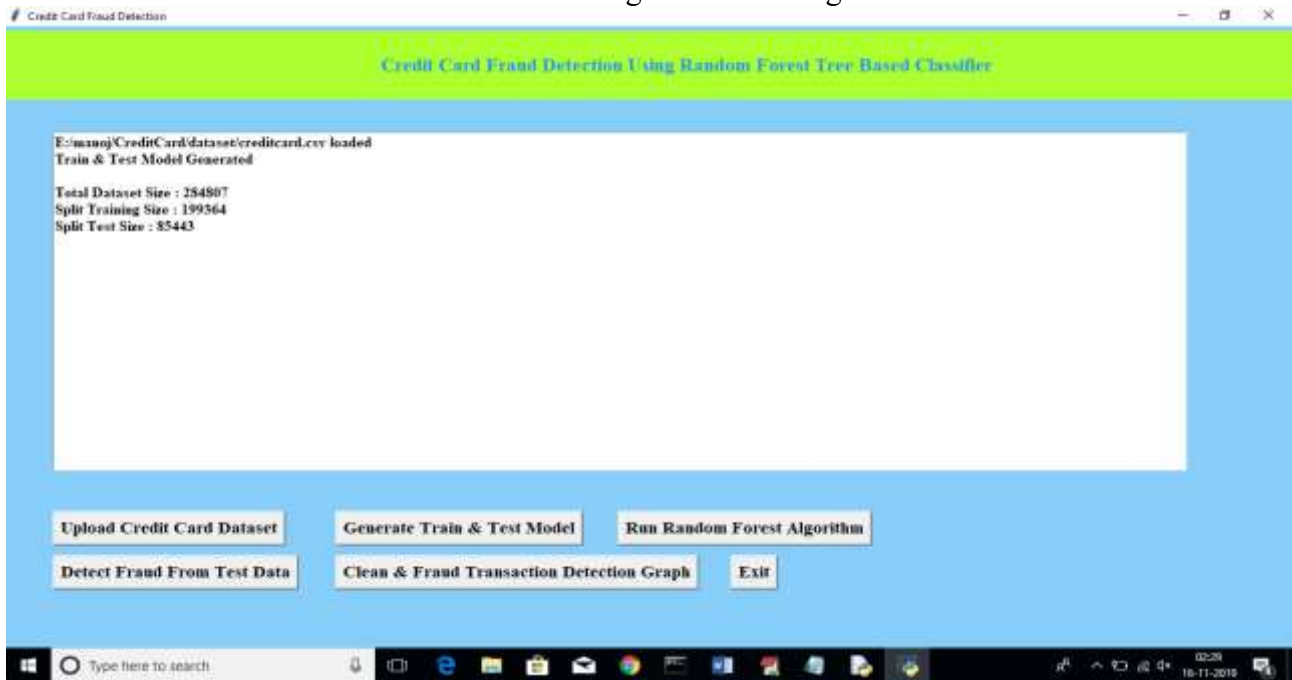 Credit Card Fraud Detection
Credit Card Fraud Detection Using Random Forest Tree Based Classifier
E:/manoj/CreditCard/dataset/creditcard.csv loaded
Train & Test Model Generated
Total Dataset Size : 284807
Split Training Size : 199364
Split Test Size : 85443
Upload Credit Card Dataset
Generate Train & Test Model
Run Random Forest Algorithm
Detect Fraud From Test Data
Clean & Fraud Transaction Detection Graph
Exit
Type here to search
02:29